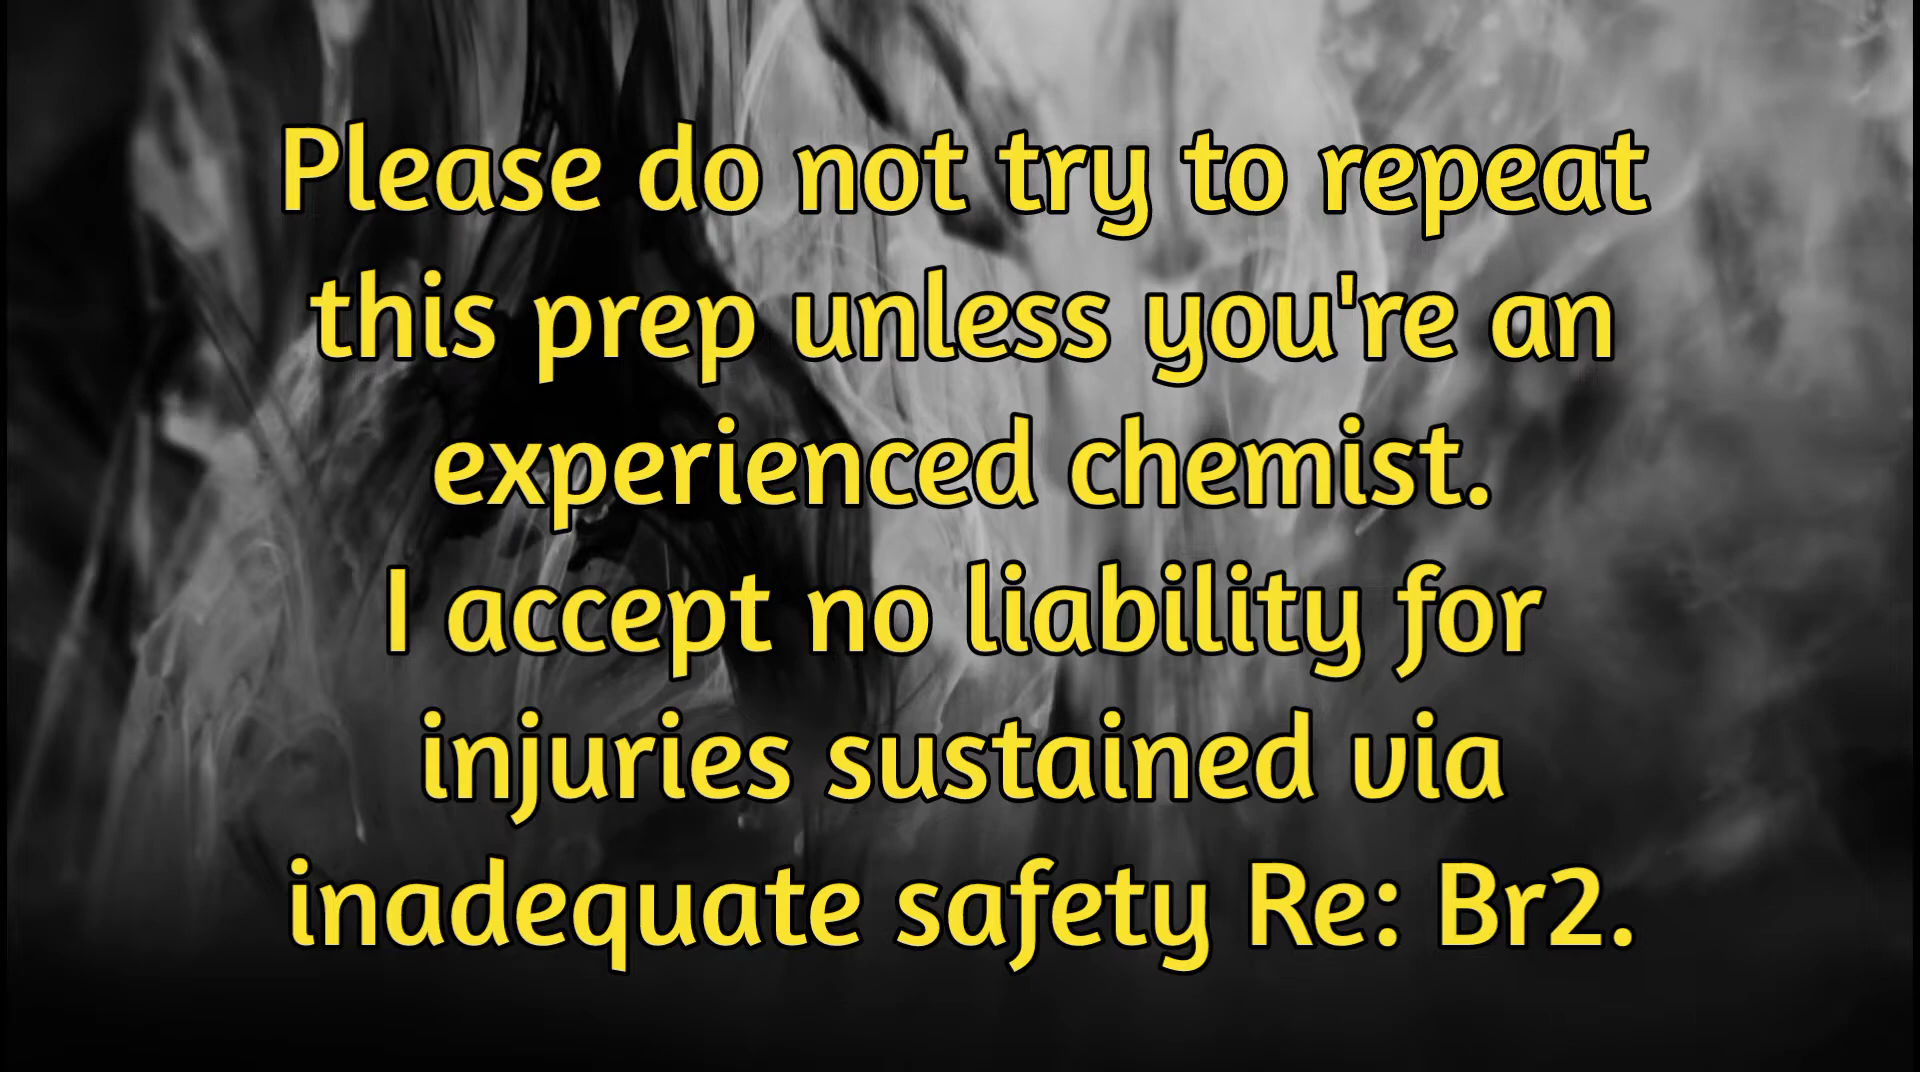 Please do not try to repeat
this prep unless you're an
experienced chemist.
I accept no liability for
injuries sustained via
inadequate safety Re: Br2.